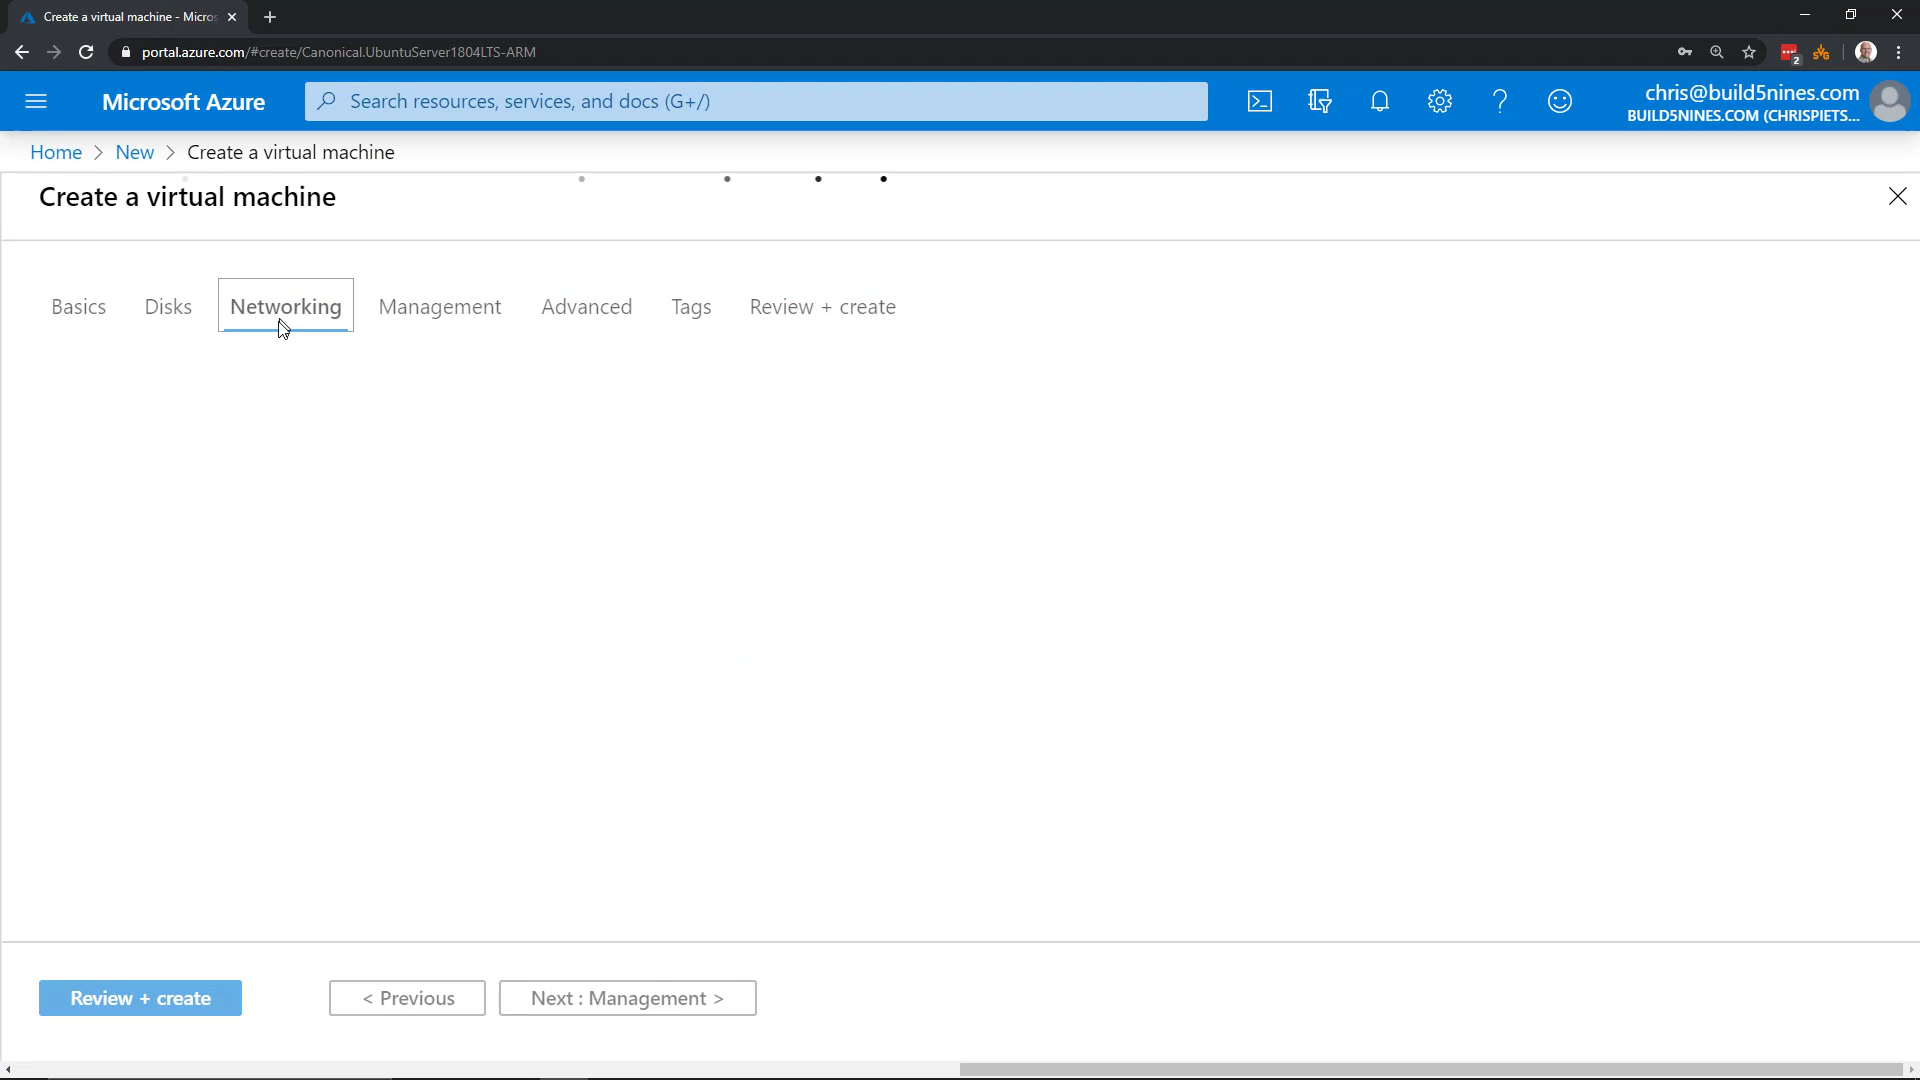 Create a virtual machine - Micros
portal.azure.com/#create/Canonical.UbuntuServer1804LTS-ARM
2
Microsoft Azure
Search resources, services, and docs (G+/)
chris@build5nines.com
BUILD5NINES.COM (CHRISPIETS...
Home > New > Create a virtual machine
Create a virtual machine
Basics Disks Networking Management Advanced Tags Review + create
Review + create < Previous Next : Management >